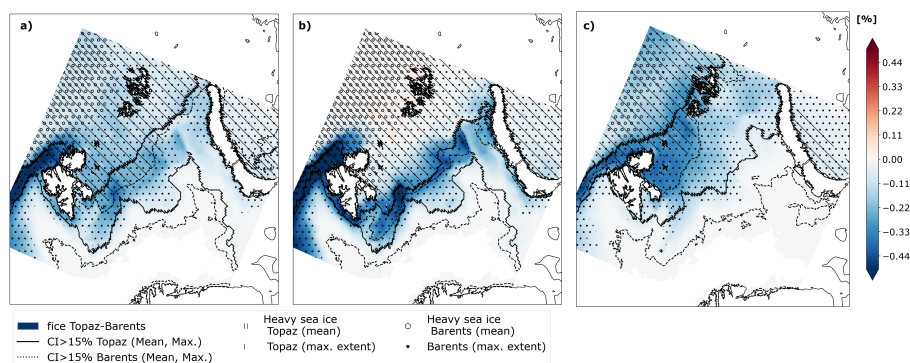 a)
b)
c)
[%]
0.44
0.33
0.22
0.11
0.00
−0.11
−0.22
−0.33
−0.44
fice Topaz-Barents
CI>15% Topaz (Mean, Max.)
CI>15% Barents (Mean, Max.)
Heavy sea ice
Topaz (mean)
Topaz (max. extent)
Heavy sea ice
Barents (mean)
Barents (max. extent)